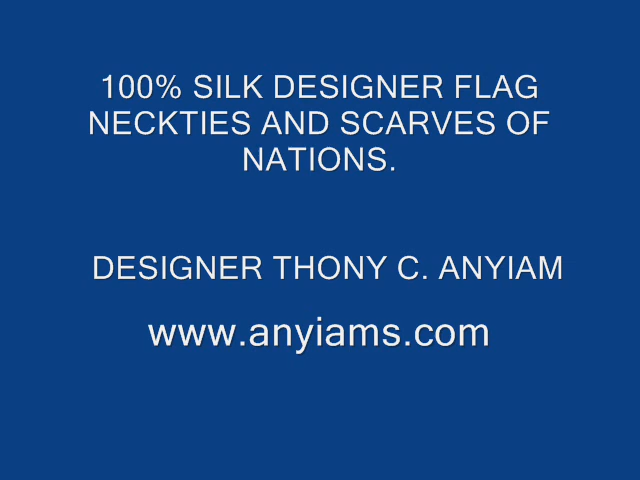 100% SILK DESIGNER FLAG
NECKTIES AND SCARVES OF
NATIONS.
DESIGNER THONY C. ANYIAM
www.anyiams.com